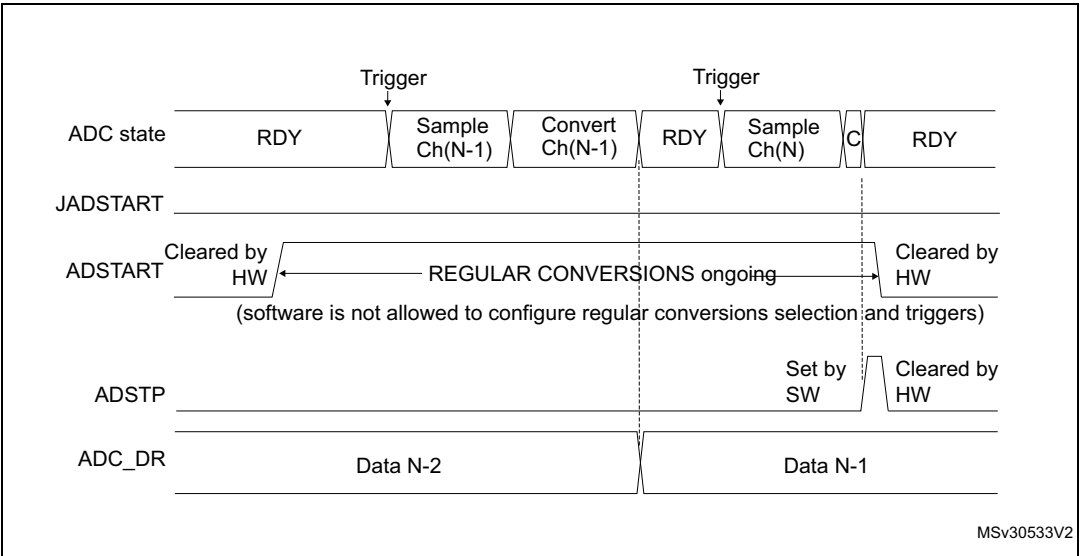 Trigger Trigger
ADC state RDY Sample Ch(N-1) Convert Ch(N-1) RDY Sample Ch(N) C RDY
JADSTART
ADSTART Cleared by HW REGULAR CONVERSIONS ongoing Cleared by HW
(software is not allowed to configure regular conversions selection and triggers)
ADSTP Set by SW Cleared by HW
ADC_DR Data N-2 Data N-1
MSv30533V2